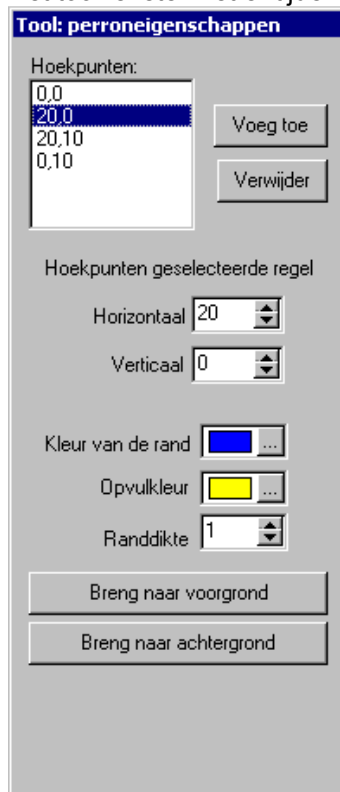 Tool: perroneigenschappen
Hoekpunten:
0,0
20,0
20,10
0,10
Voeg toe
Verwijder
Hoekpunten geselecteerde regel
Horizontaal 20
Verticaal 0
Kleur van de rand ...
Opvulkleur ...
Randdikte 1
Breng naar voorgrond
Breng naar achtergrond